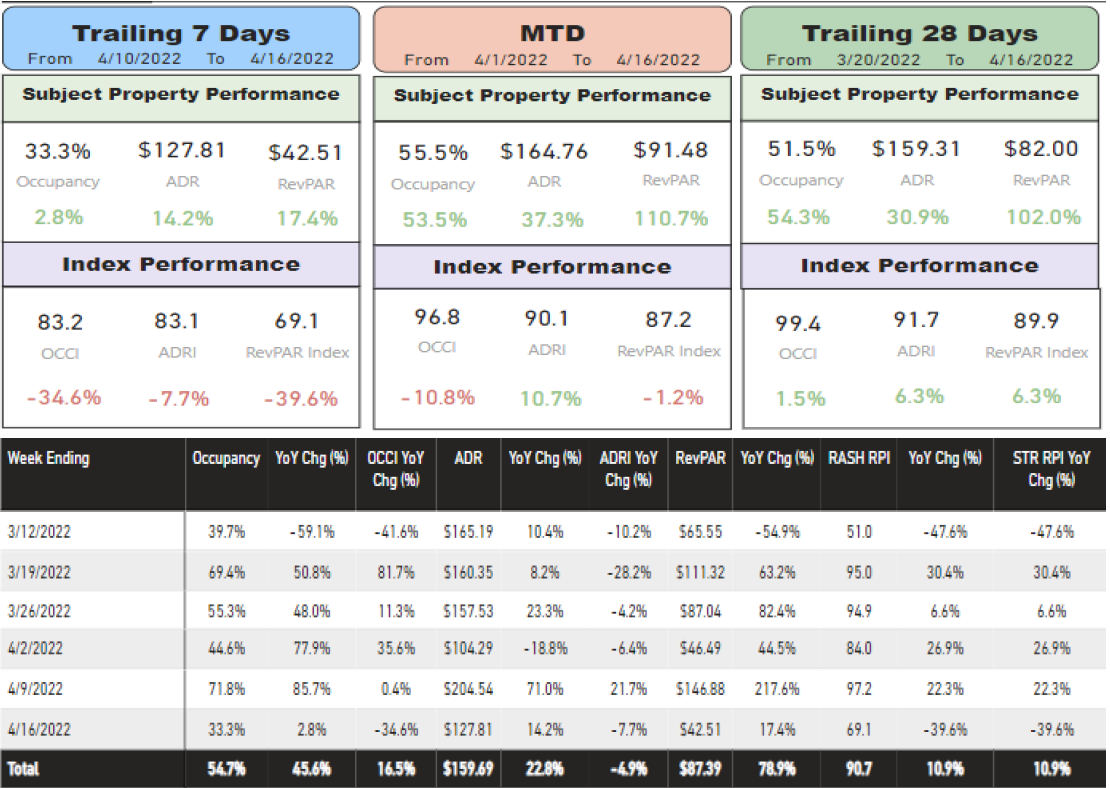 Trailing 7 Days
From 4/10/2022 To 4/16/2022
Subject Property Performance
33.3% $127.81 $42.51
Occupancy ADR RevPAR
2.8% 14.2% 17.4%
Index Performance
83.2 83.1 69.1
OCCI ADRI RevPAR Index
-34.6% -7.7% -39.6%
MTD
From 4/1/2022 To 4/16/2022
Subject Property Performance
55.5% $164.76 $91.48
Occupancy ADR RevPAR
53.5% 37.3% 110.7%
Index Performance
96.8 90.1 87.2
OCCI ADRI RevPAR Index
-10.8% 10.7% -1.2%
Trailing 28 Days
From 3/20/2022 To 4/16/2022
Subject Property Performance
51.5% $159.31 $82.00
Occupancy ADR RevPAR
54.3% 30.9% 102.0%
Index Performance
99.4 91.7 89.9
OCCI ADRI RevPAR Index
1.5% 6.3% 6.3%
Week Ending Occupancy YoY Chg (%) OCCI YoY ADR YoY Chg (%) ADRI YoY RevPAR YoY Chg (%) RASH RPI YoY Chg (%) STR RPI YoY
Chg (%) Chg (%) Chg (%)
3/12/2022 39.7% -59.1% -41.6% $165.19 10.4% -10.2% $65.55 -54.9% 51.0 -47.6% -47.6%
3/19/2022 69.4% 50.8% 81.7% $160.35 8.2% -28.2% $111.32 63.2% 95.0 30.4% 30.4%
3/26/2022 55.3% 48.0% 11.3% $157.53 23.3% -4.2% $87.04 82.4% 94.9 6.6% 6.6%
4/2/2022 44.6% 77.9% 35.6% $104.29 -18.8% -6.4% $46.49 44.5% 84.0 26.9% 26.9%
4/9/2022 71.8% 85.7% 0.4% $204.54 71.0% 21.7% $146.88 217.6% 97.2 22.3% 22.3%
4/16/2022 33.3% 2.8% -34.6% $127.81 14.2% -7.7% $42.51 17.4% 69.1 -39.6% -39.6%
Total 54.7% 45.6% 16.5% $159.69 22.8% -4.9% $87.39 78.9% 90.7 10.9% 10.9%